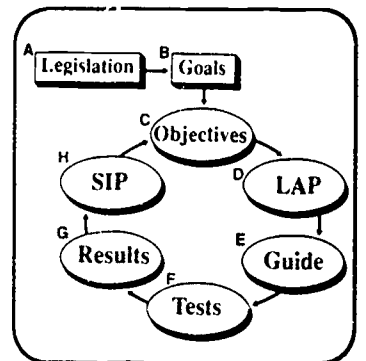 A Legislation
B Goals
C Objectives
D LAP
E Guide
F Tests
G Results
H SIP